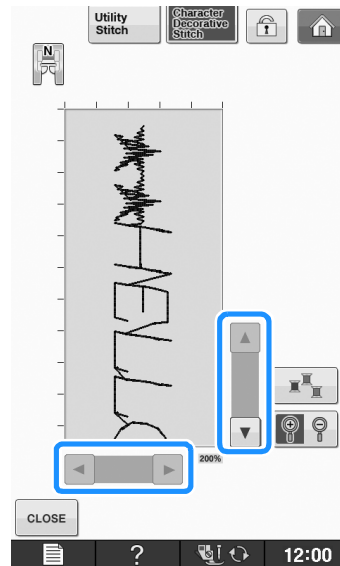 Utility
Stitch
Character
Decorative
Stitch
N
HELLO
200%
CLOSE
?
12:00